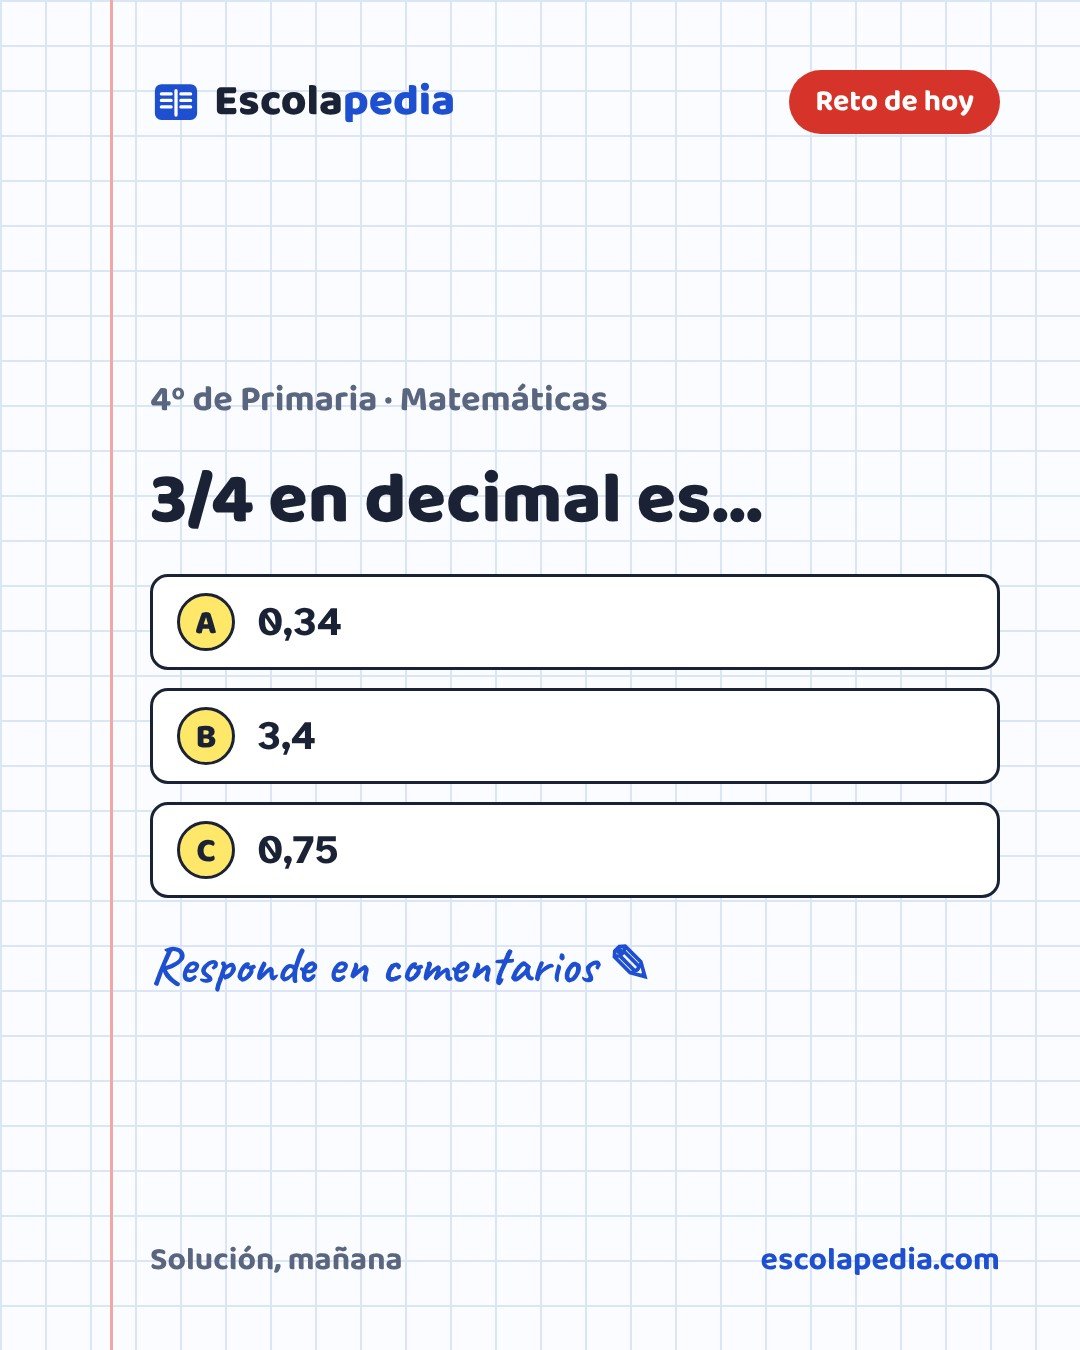 Escolapedia
Reto de hoy
4º de Primaria · Matemáticas
3/4 en decimal es...
A 0,34
B 3,4
C 0,75
Responde en comentarios ✎
Solución, mañana
escolapedia.com